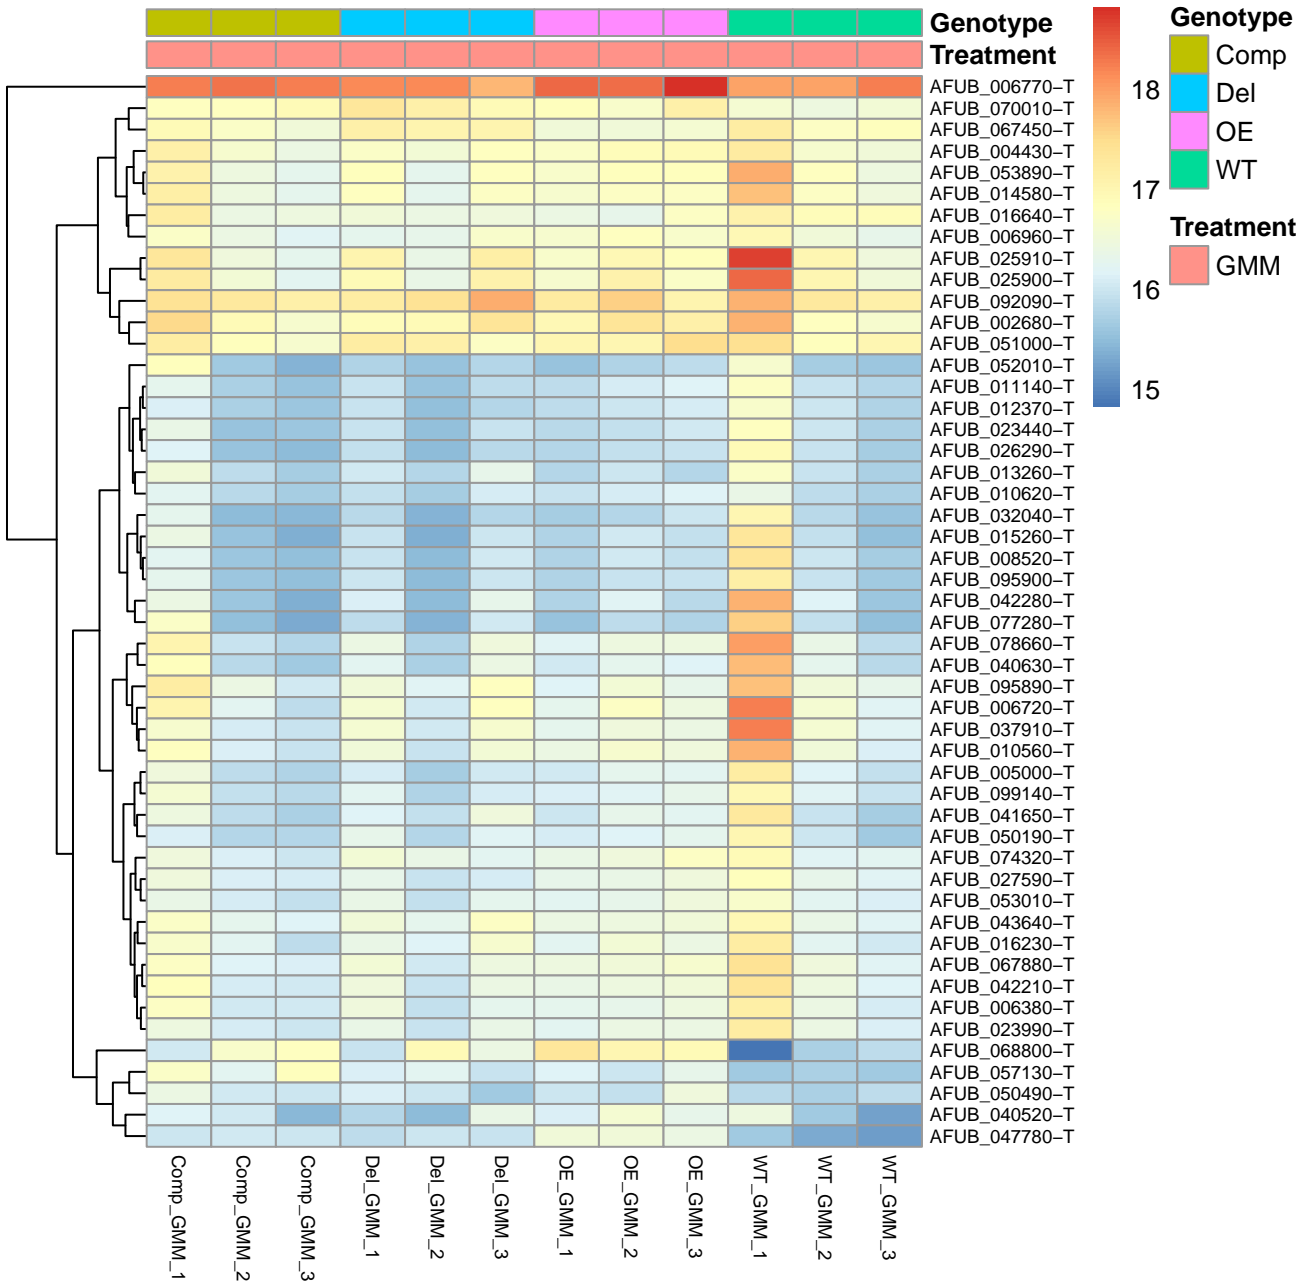 Genotype
Treatment
AFUB_006770-T
AFUB_070010-T
AFUB_067450-T
AFUB_004430-T
AFUB_053890-T
AFUB_014580-T
AFUB_016640-T
AFUB_006960-T
AFUB_025910-T
AFUB_025900-T
AFUB_092090-T
AFUB_002680-T
AFUB_051000-T
AFUB_052010-T
AFUB_011140-T
AFUB_012370-T
AFUB_023440-T
AFUB_026290-T
AFUB_013260-T
AFUB_010620-T
AFUB_032040-T
AFUB_015260-T
AFUB_008520-T
AFUB_095900-T
AFUB_042280-T
AFUB_077280-T
AFUB_078660-T
AFUB_040630-T
AFUB_095890-T
AFUB_006720-T
AFUB_037910-T
AFUB_010560-T
AFUB_005000-T
AFUB_099140-T
AFUB_041650-T
AFUB_050190-T
AFUB_074320-T
AFUB_027590-T
AFUB_053010-T
AFUB_043640-T
AFUB_016230-T
AFUB_067880-T
AFUB_042210-T
AFUB_006380-T
AFUB_023990-T
AFUB_068800-T
AFUB_057130-T
AFUB_050490-T
AFUB_040520-T
AFUB_047780-T
Comp_GMM_1
Comp_GMM_2
Comp_GMM_3
Del_GMM_1
Del_GMM_2
Del_GMM_3
OE_GMM_1
OE_GMM_2
OE_GMM_3
WT_GMM_1
WT_GMM_2
WT_GMM_3
18
17
16
15
Genotype
Comp
Del
OE
WT
Treatment
GMM